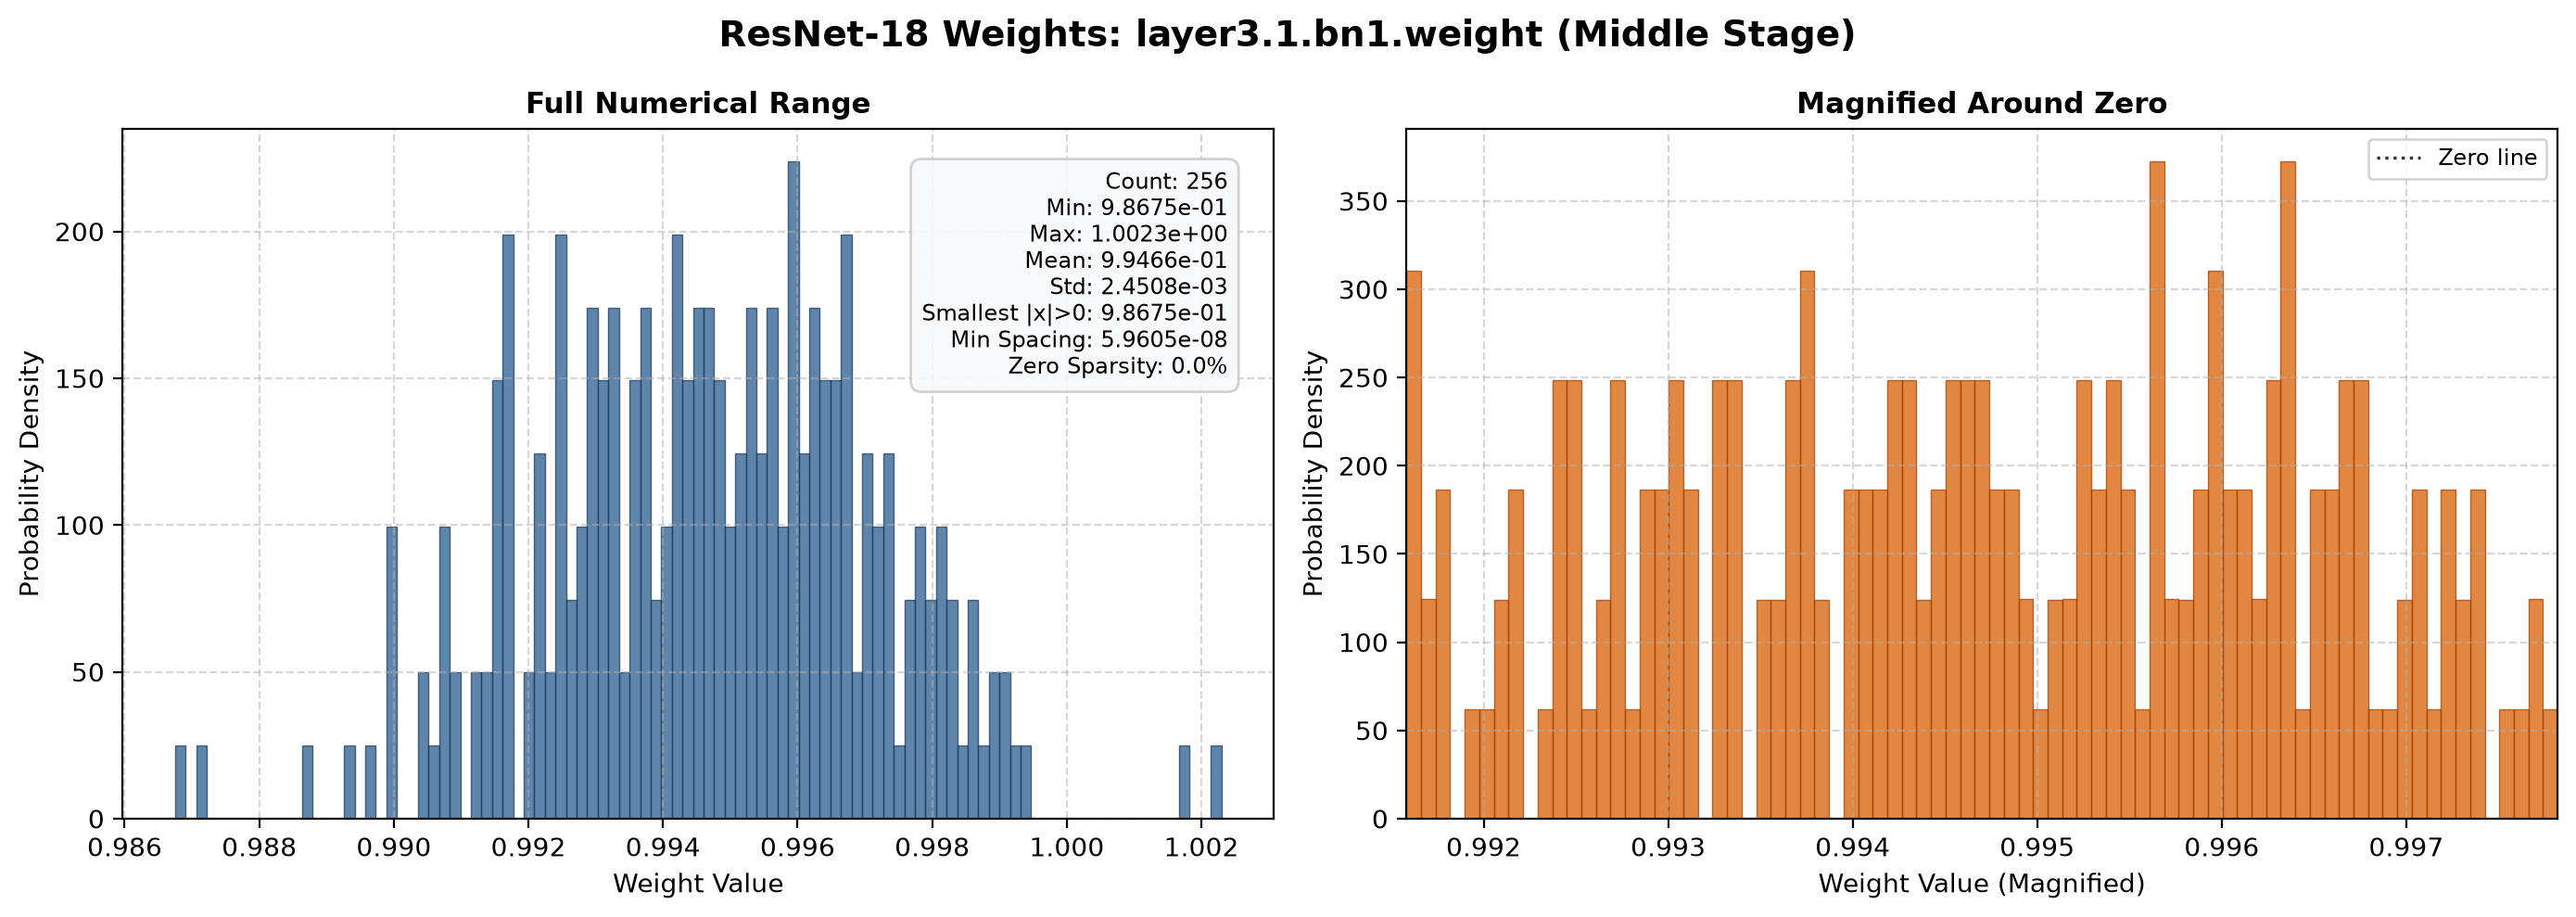 ResNet-18 Weights: layer3.1.bn1.weight (Middle Stage)
Full Numerical Range
Probability Density
200
150
100
50
0
Count: 256
Min: 9.8675e-01
Max: 1.0023e+00
Mean: 9.9466e-01
Std: 2.4508e-03
Smallest |x|>0: 9.8675e-01
Min Spacing: 5.9605e-08
Zero Sparsity: 0.0%
0.986 0.988 0.990 0.992 0.994 0.996 0.998 1.000 1.002
Weight Value
Magnified Around Zero
Probability Density
350
300
250
200
150
100
50
0
Zero line
0.992 0.993 0.994 0.995 0.996 0.997
Weight Value (Magnified)